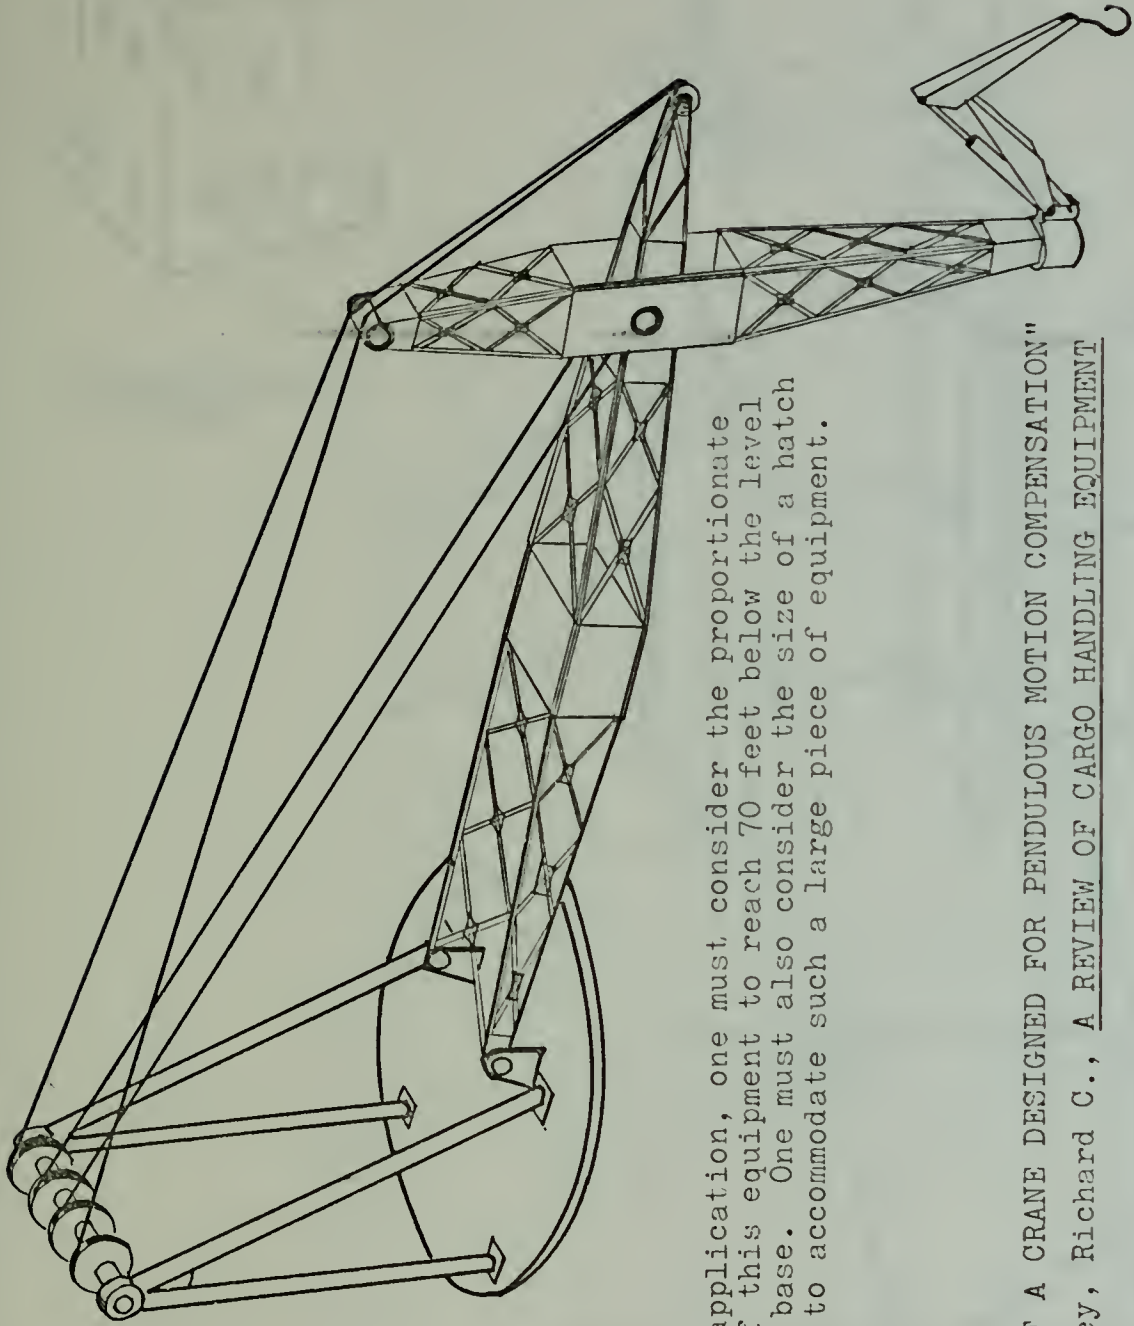 application, one must consider the proportionate
this equipment to reach 70 feet below the level
base. One must also consider the size of a hatch
to accommodate such a large piece of equipment.
A CRANE DESIGNED FOR PENDULOUS MOTION COMPENSATION"
Richard C., A REVIEW OF CARGO HANDLING EQUIPMENT